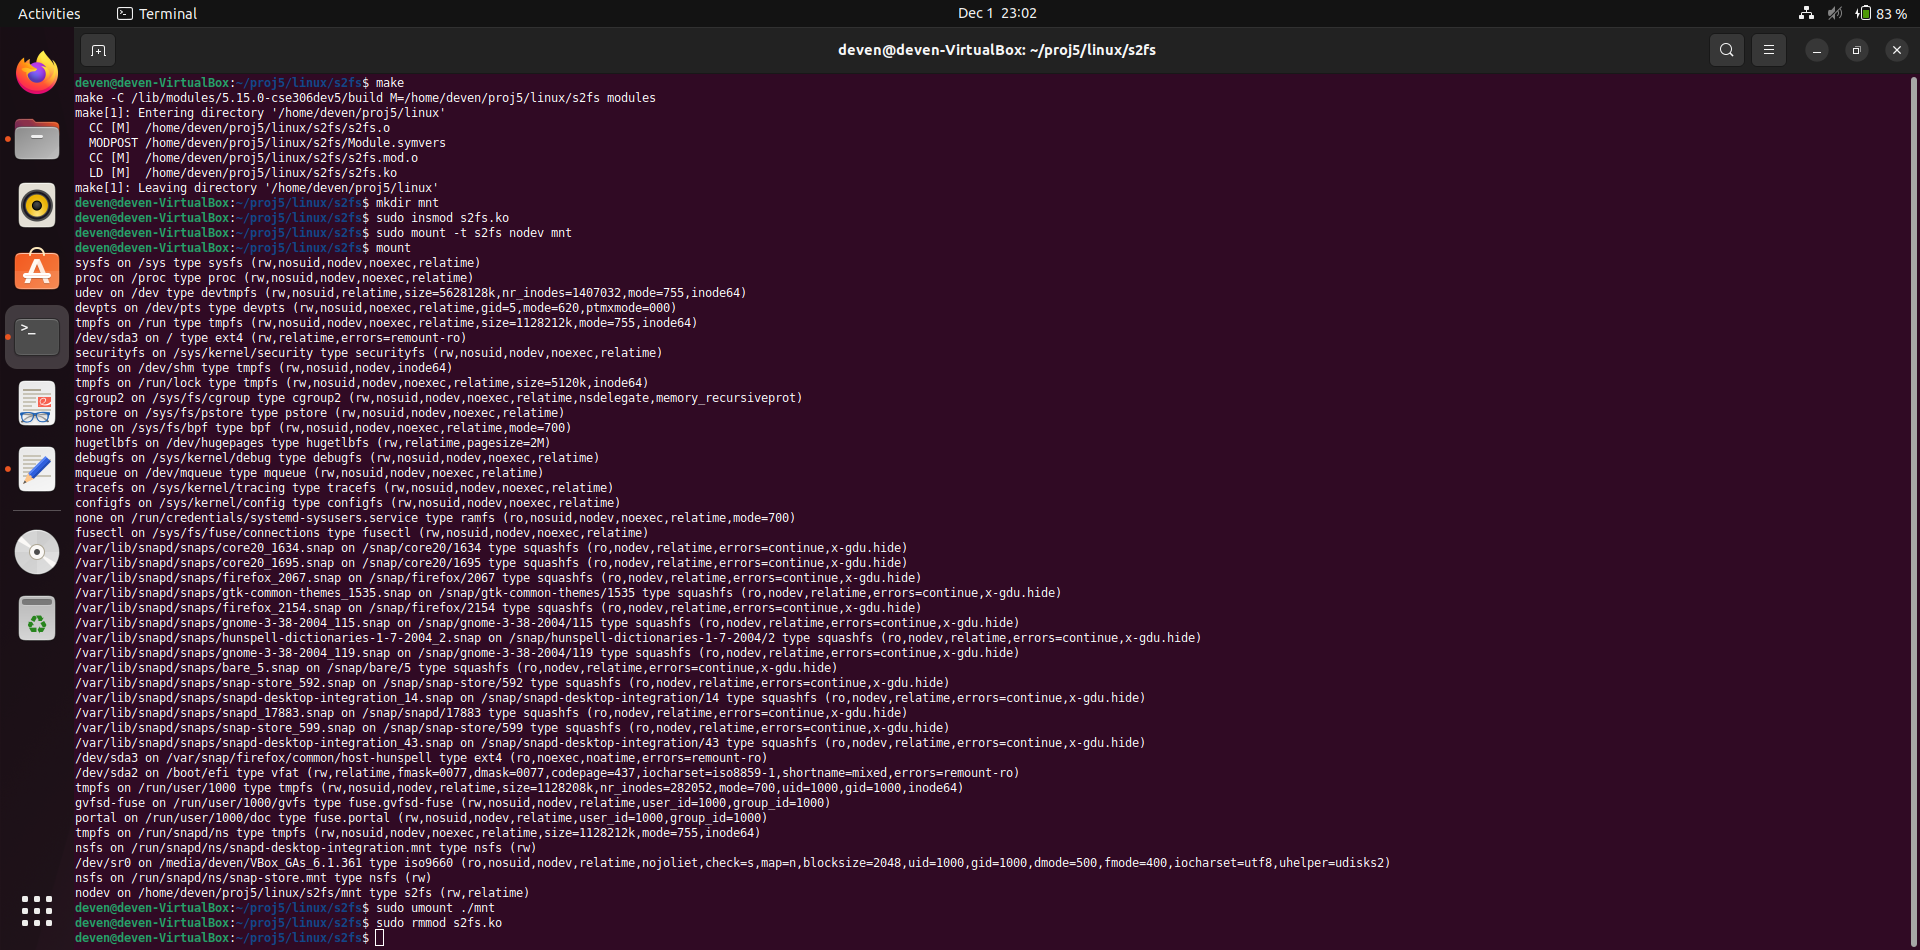 Activities
Terminal
Dec 1 23:02
83 %
deven@deven-VirtualBox: ~/proj5/linux/s2fs
deven@deven-VirtualBox:~/proj5/linux/s2fs$ make
make -C /lib/modules/5.15.0-cse306dev5/build M=/home/deven/proj5/linux/s2fs modules
make[1]: Entering directory '/home/deven/proj5/linux'
  CC [M]  /home/deven/proj5/linux/s2fs/s2fs.o
  MODPOST /home/deven/proj5/linux/s2fs/Module.symvers
  CC [M]  /home/deven/proj5/linux/s2fs/s2fs.mod.o
  LD [M]  /home/deven/proj5/linux/s2fs/s2fs.ko
make[1]: Leaving directory '/home/deven/proj5/linux'
deven@deven-VirtualBox:~/proj5/linux/s2fs$ mkdir mnt
deven@deven-VirtualBox:~/proj5/linux/s2fs$ sudo insmod s2fs.ko
deven@deven-VirtualBox:~/proj5/linux/s2fs$ sudo mount -t s2fs nodev mnt
deven@deven-VirtualBox:~/proj5/linux/s2fs$ mount
sysfs on /sys type sysfs (rw,nosuid,nodev,noexec,relatime)
proc on /proc type proc (rw,nosuid,nodev,noexec,relatime)
udev on /dev type devtmpfs (rw,nosuid,relatime,size=5628128k,nr_inodes=1407032,mode=755,inode64)
devpts on /dev/pts type devpts (rw,nosuid,noexec,relatime,gid=5,mode=620,ptmxmode=000)
tmpfs on /run type tmpfs (rw,nosuid,nodev,noexec,relatime,size=1128212k,mode=755,inode64)
/dev/sda3 on / type ext4 (rw,relatime,errors=remount-ro)
securityfs on /sys/kernel/security type securityfs (rw,nosuid,nodev,noexec,relatime)
tmpfs on /dev/shm type tmpfs (rw,nosuid,nodev,inode64)
tmpfs on /run/lock type tmpfs (rw,nosuid,nodev,noexec,relatime,size=5120k,inode64)
cgroup2 on /sys/fs/cgroup type cgroup2 (rw,nosuid,nodev,noexec,relatime,nsdelegate,memory_recursiveprot)
pstore on /sys/fs/pstore type pstore (rw,nosuid,nodev,noexec,relatime)
none on /sys/fs/bpf type bpf (rw,nosuid,nodev,noexec,relatime,mode=700)
hugetlbfs on /dev/hugepages type hugetlbfs (rw,relatime,pagesize=2M)
debugfs on /sys/kernel/debug type debugfs (rw,nosuid,nodev,noexec,relatime)
mqueue on /dev/mqueue type mqueue (rw,nosuid,nodev,noexec,relatime)
tracefs on /sys/kernel/tracing type tracefs (rw,nosuid,nodev,noexec,relatime)
configfs on /sys/kernel/config type configfs (rw,nosuid,nodev,noexec,relatime)
none on /run/credentials/systemd-sysusers.service type ramfs (ro,nosuid,nodev,noexec,relatime,mode=700)
fusectl on /sys/fs/fuse/connections type fusectl (rw,nosuid,nodev,noexec,relatime)
/var/lib/snapd/snaps/core20_1634.snap on /snap/core20/1634 type squashfs (ro,nodev,relatime,errors=continue,x-gdu.hide)
/var/lib/snapd/snaps/core20_1695.snap on /snap/core20/1695 type squashfs (ro,nodev,relatime,errors=continue,x-gdu.hide)
/var/lib/snapd/snaps/firefox_2067.snap on /snap/firefox/2067 type squashfs (ro,nodev,relatime,errors=continue,x-gdu.hide)
/var/lib/snapd/snaps/gtk-common-themes_1535.snap on /snap/gtk-common-themes/1535 type squashfs (ro,nodev,relatime,errors=continue,x-gdu.hide)
/var/lib/snapd/snaps/firefox_2154.snap on /snap/firefox/2154 type squashfs (ro,nodev,relatime,errors=continue,x-gdu.hide)
/var/lib/snapd/snaps/gnome-3-38-2004_115.snap on /snap/gnome-3-38-2004/115 type squashfs (ro,nodev,relatime,errors=continue,x-gdu.hide)
/var/lib/snapd/snaps/hunspell-dictionaries-1-7-2004_2.snap on /snap/hunspell-dictionaries-1-7-2004/2 type squashfs (ro,nodev,relatime,errors=continue,x-gdu.hide)
/var/lib/snapd/snaps/gnome-3-38-2004_119.snap on /snap/gnome-3-38-2004/119 type squashfs (ro,nodev,relatime,errors=continue,x-gdu.hide)
/var/lib/snapd/snaps/bare_5.snap on /snap/bare/5 type squashfs (ro,nodev,relatime,errors=continue,x-gdu.hide)
/var/lib/snapd/snaps/snap-store_592.snap on /snap/snap-store/592 type squashfs (ro,nodev,relatime,errors=continue,x-gdu.hide)
/var/lib/snapd/snaps/snapd-desktop-integration_14.snap on /snap/snapd-desktop-integration/14 type squashfs (ro,nodev,relatime,errors=continue,x-gdu.hide)
/var/lib/snapd/snaps/snapd_17883.snap on /snap/snapd/17883 type squashfs (ro,nodev,relatime,errors=continue,x-gdu.hide)
/var/lib/snapd/snaps/snap-store_599.snap on /snap/snap-store/599 type squashfs (ro,nodev,relatime,errors=continue,x-gdu.hide)
/var/lib/snapd/snaps/snapd-desktop-integration_43.snap on /snap/snapd-desktop-integration/43 type squashfs (ro,nodev,relatime,errors=continue,x-gdu.hide)
/dev/sda3 on /var/snap/firefox/common/host-hunspell type ext4 (ro,noexec,noatime,errors=remount-ro)
/dev/sda2 on /boot/efi type vfat (rw,relatime,fmask=0077,dmask=0077,codepage=437,iocharset=iso8859-1,shortname=mixed,errors=remount-ro)
tmpfs on /run/user/1000 type tmpfs (rw,nosuid,nodev,relatime,size=1128208k,nr_inodes=282052,mode=700,uid=1000,gid=1000,inode64)
gvfsd-fuse on /run/user/1000/gvfs type fuse.gvfsd-fuse (rw,nosuid,nodev,relatime,user_id=1000,group_id=1000)
portal on /run/user/1000/doc type fuse.portal (rw,nosuid,nodev,relatime,user_id=1000,group_id=1000)
tmpfs on /run/snapd/ns type tmpfs (rw,nosuid,nodev,noexec,relatime,size=1128212k,mode=755,inode64)
nsfs on /run/snapd/ns/snapd-desktop-integration.mnt type nsfs (rw)
/dev/sr0 on /media/deven/VBox_GAs_6.1.361 type iso9660 (ro,nosuid,nodev,relatime,nojoliet,check=s,map=n,blocksize=2048,uid=1000,gid=1000,dmode=500,fmode=400,iocharset=utf8,uhelper=udisks2)
nsfs on /run/snapd/ns/snap-store.mnt type nsfs (rw)
nodev on /home/deven/proj5/linux/s2fs/mnt type s2fs (rw,relatime)
deven@deven-VirtualBox:~/proj5/linux/s2fs$ sudo umount ./mnt
deven@deven-VirtualBox:~/proj5/linux/s2fs$ sudo rmmod s2fs.ko
deven@deven-VirtualBox:~/proj5/linux/s2fs$